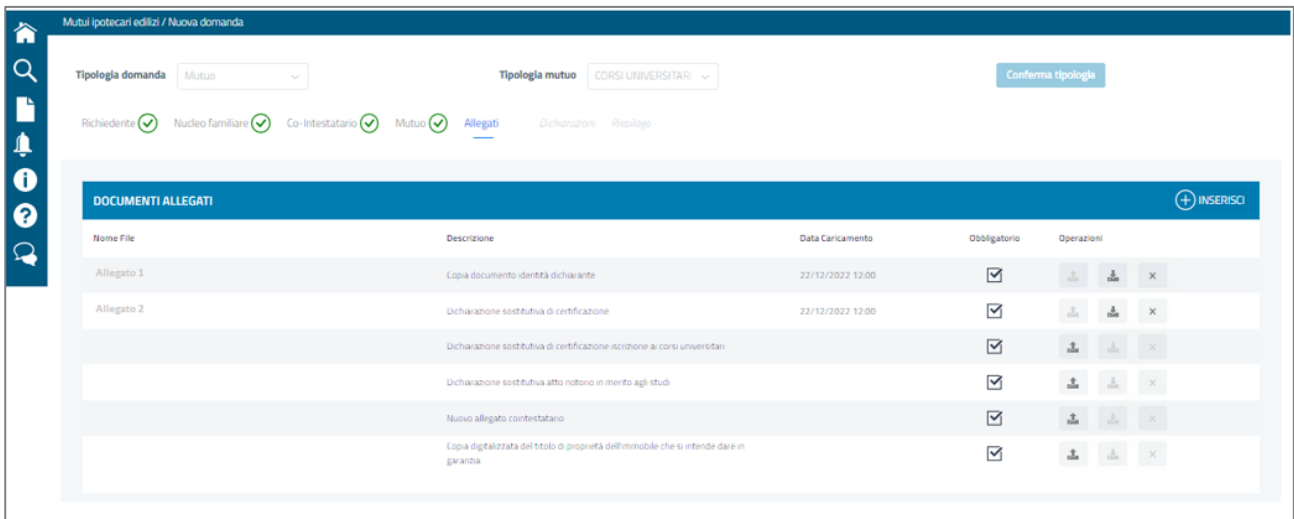 Mutui ipotecari edilizi / Nuova domanda
Tipologia domanda Mutuo Tipologia mutuo CORSI UNIVERSITARI Conferma tipologia
Richiedente Nucleo familiare Co-Intestatario Mutuo Allegati Dichiarazioni Riepilogo
DOCUMENTI ALLEGATI INSERISCI
Nome File Descrizione Data Caricamento Obbligatorio Operazioni
Allegato 1 Copia documento identità dichiarante 22/12/2022 12:00
Allegato 2 Dichiarazione sostitutiva di certificazione 22/12/2022 12:00
Dichiarazione sostitutiva di certificazione iscrizione ai corsi universitari
Dichiarazione sostitutiva atto notorio in merito agli studi
Nuovo allegato cointestatario
Copia digitalizzata del titolo di proprietà dell'immobile che si intende dare in
garanzia